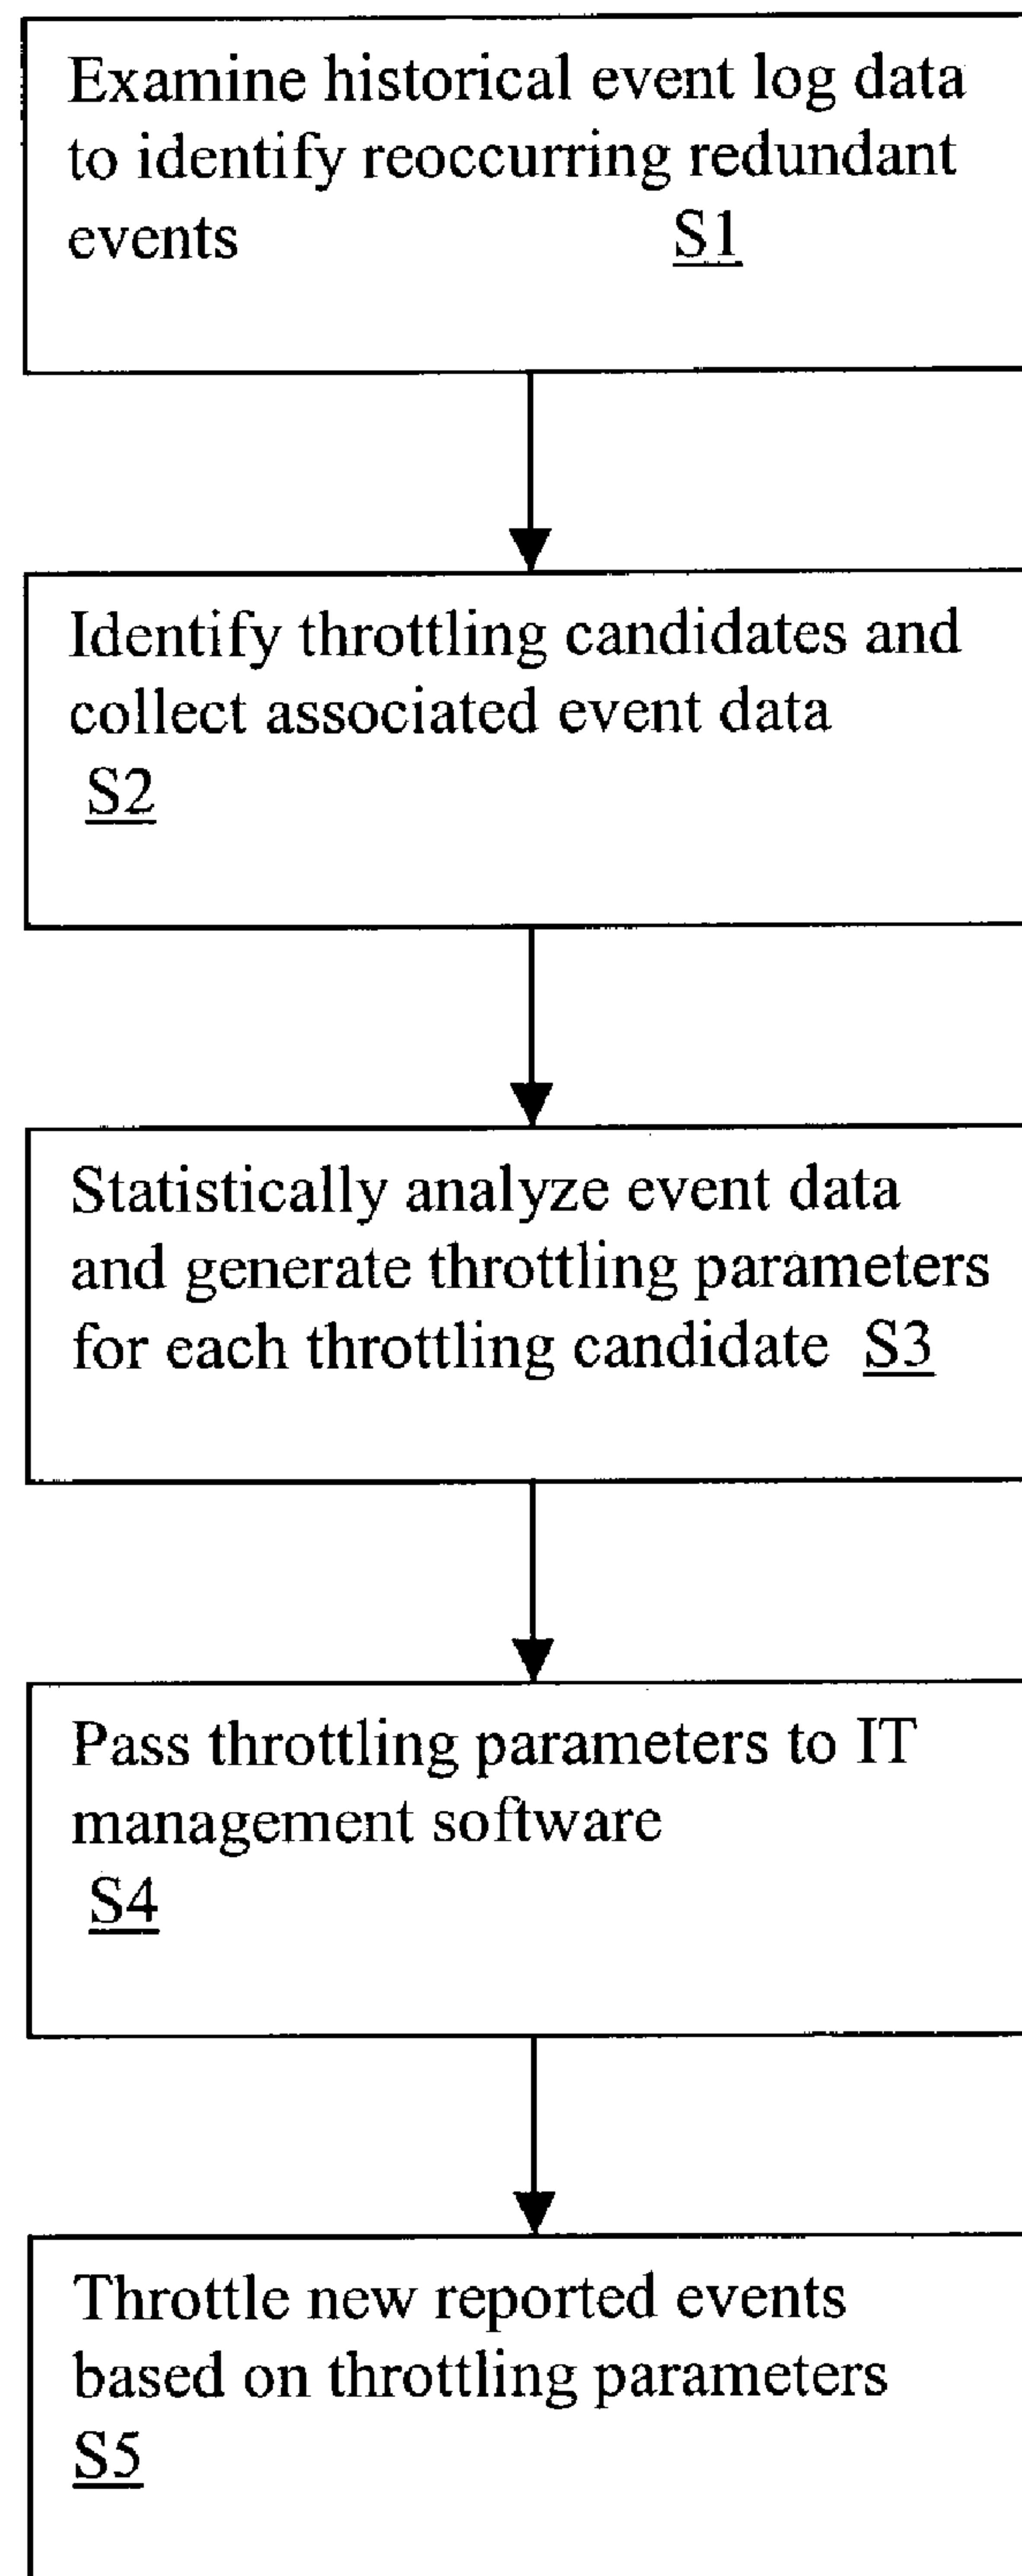 Examine historical event log data
to identify reoccurring redundant
events S1
Identify throttling candidates and
collect associated event data
S2
Statistically analyze event data
and generate throttling parameters
for each throttling candidate S3
Pass throttling parameters to IT
management software
S4
Throttle new reported events
based on throttling parameters
S5